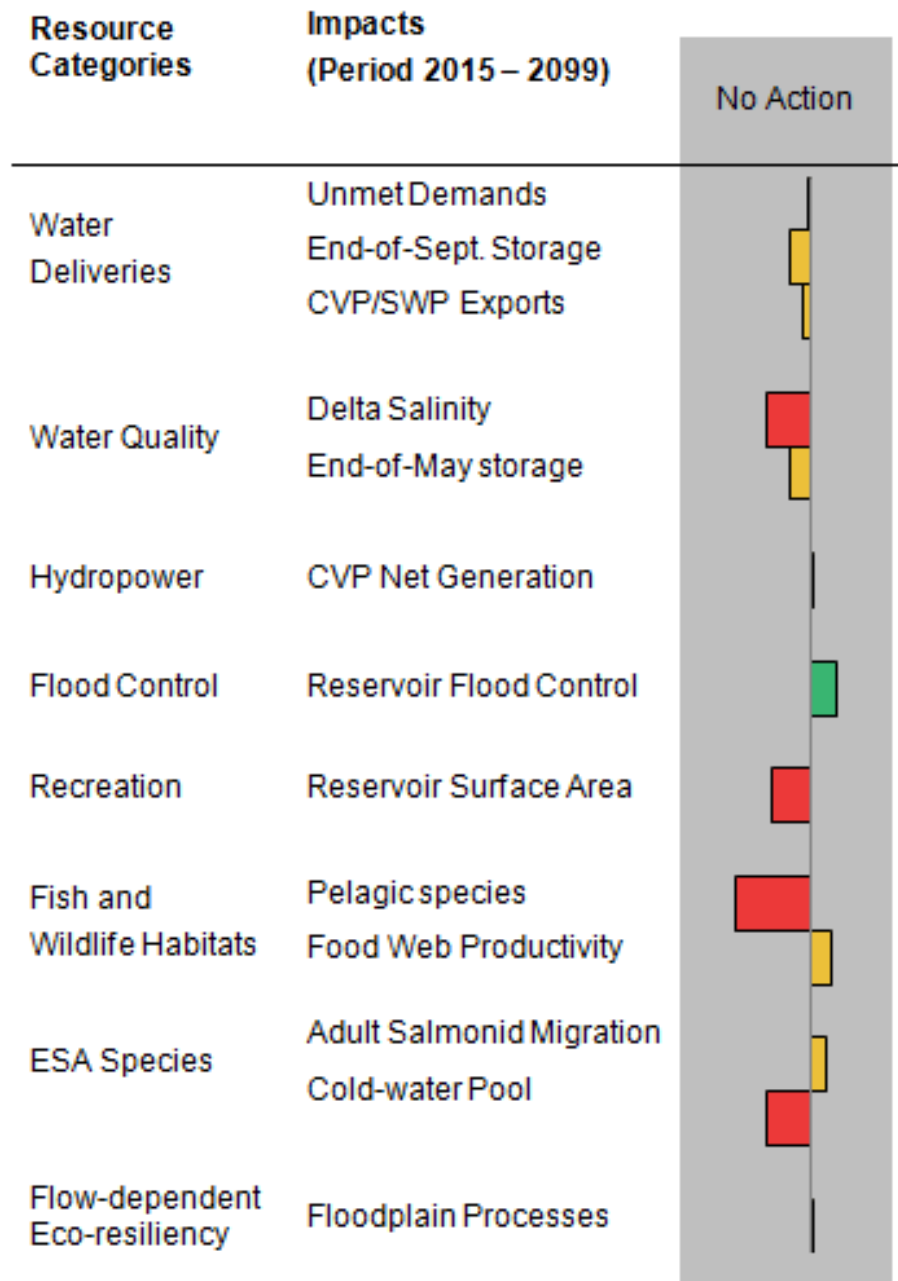 Resource
Categories
Impacts
(Period 2015 – 2099)
No Action
Water
Deliveries
Unmet Demands
End-of-Sept. Storage
CVP/SWP Exports
Water Quality
Delta Salinity
End-of-May storage
Hydropower
CVP Net Generation
Flood Control
Reservoir Flood Control
Recreation
Reservoir Surface Area
Fish and
Wildlife Habitats
Pelagic species
Food Web Productivity
ESA Species
Adult Salmonid Migration
Cold-water Pool
Flow-dependent
Eco-resiliency
Floodplain Processes